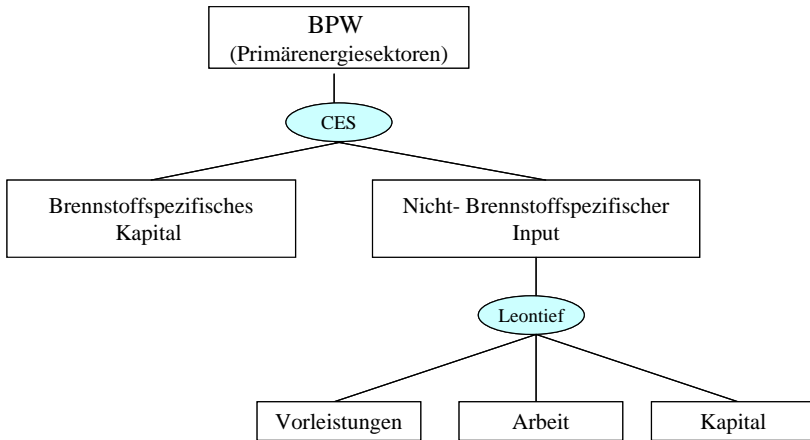 BPW
(Primärenergiesektoren)
CES
Brennstoffspezifisches
Kapital
Nicht- Brennstoffspezifischer
Input
Leontief
Vorleistungen
Arbeit
Kapital